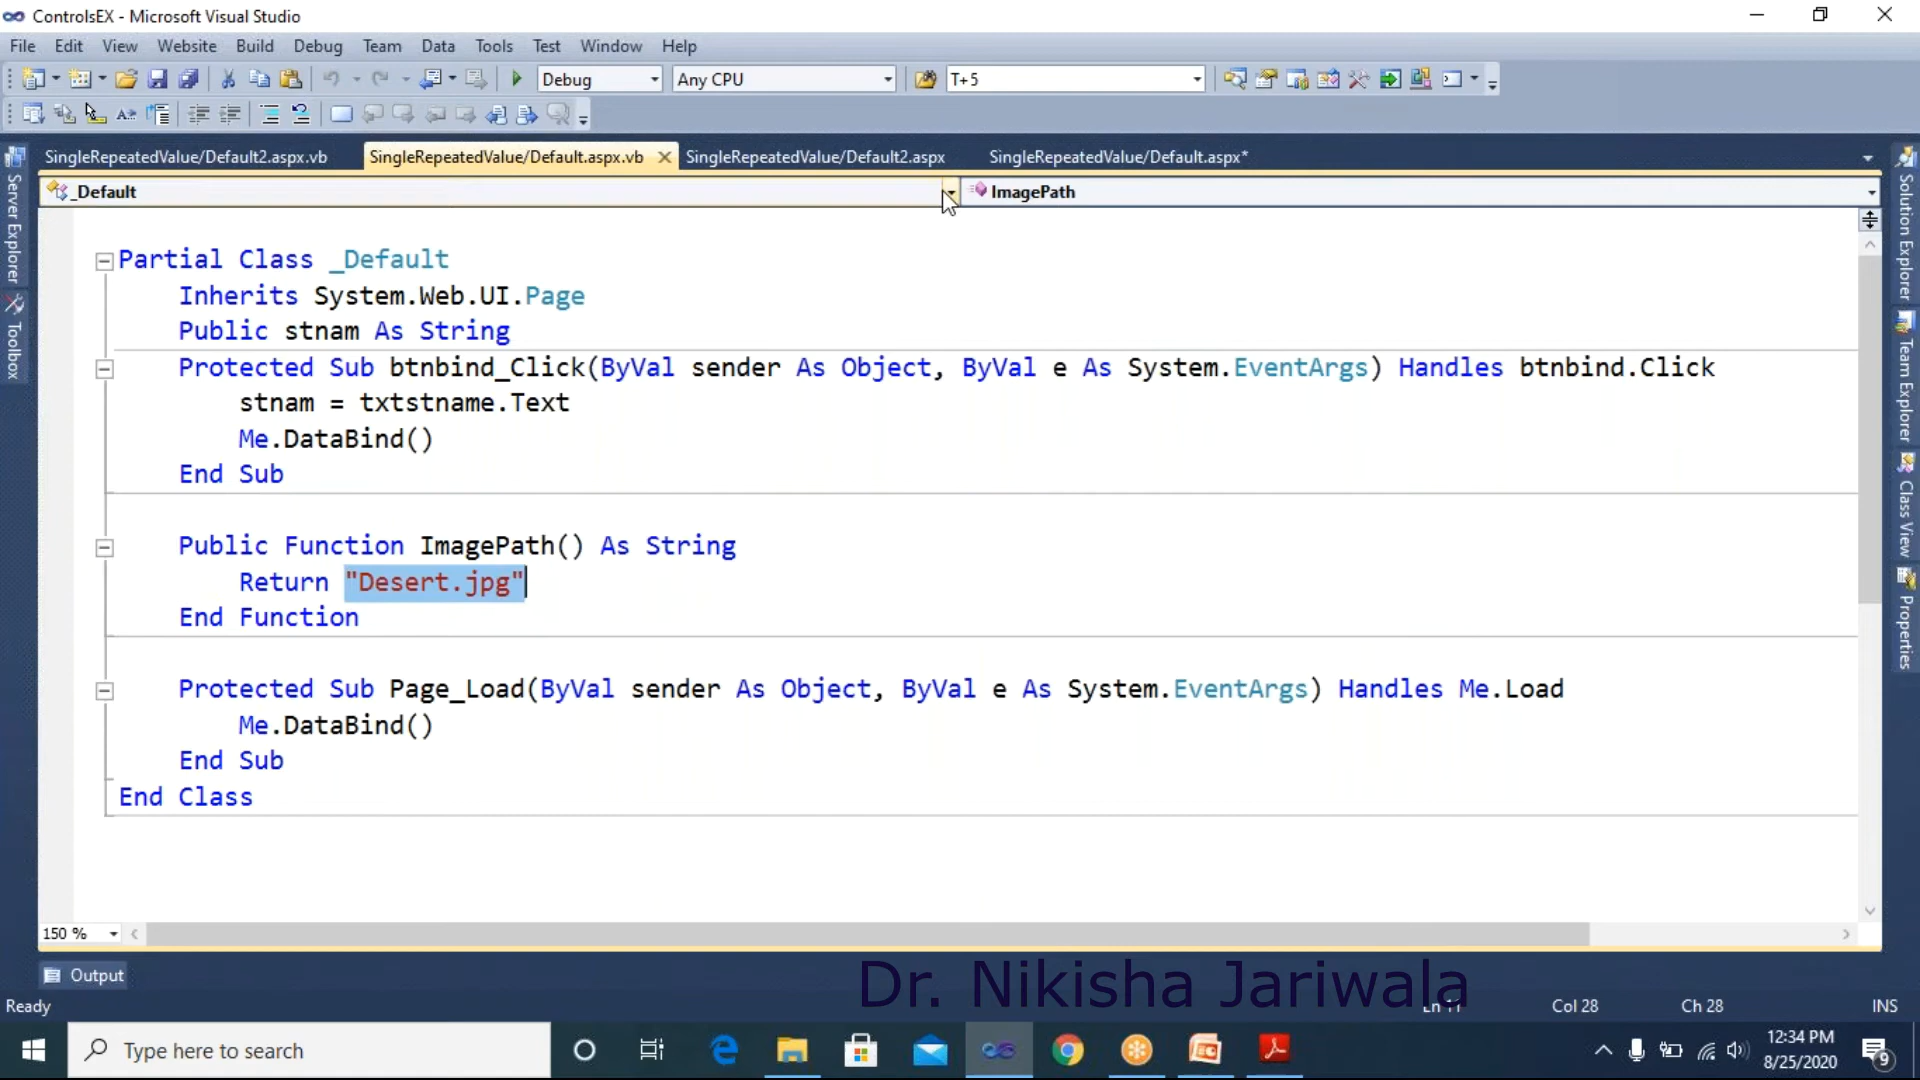 ControlsEX - Microsoft Visual Studio
File Edit View Website Build Debug Team Data Tools Test Window Help
Debug Any CPU T+5
SingleRepeatedValue/Default2.aspx.vb SingleRepeatedValue/Default.aspx.vb SingleRepeatedValue/Default2.aspx SingleRepeatedValue/Default.aspx*
_Default ImagePath
Server Explorer
Toolbox
Solution Explorer
Team Explorer
Class View
Properties
Partial Class _Default
Inherits System.Web.UI.Page
Public stnam As String
Protected Sub btnbind_Click(ByVal sender As Object, ByVal e As System.EventArgs) Handles btnbind.Click
stnam = txtstname.Text
Me.DataBind()
End Sub
Public Function ImagePath() As String
Return "Desert.jpg"
End Function
Protected Sub Page_Load(ByVal sender As Object, ByVal e As System.EventArgs) Handles Me.Load
Me.DataBind()
End Sub
End Class
150 %
Output
Dr. Nikisha Jariwala
Ready Ln 11 Col 28 Ch 28 INS
Type here to search
12:34 PM
8/25/2020
9